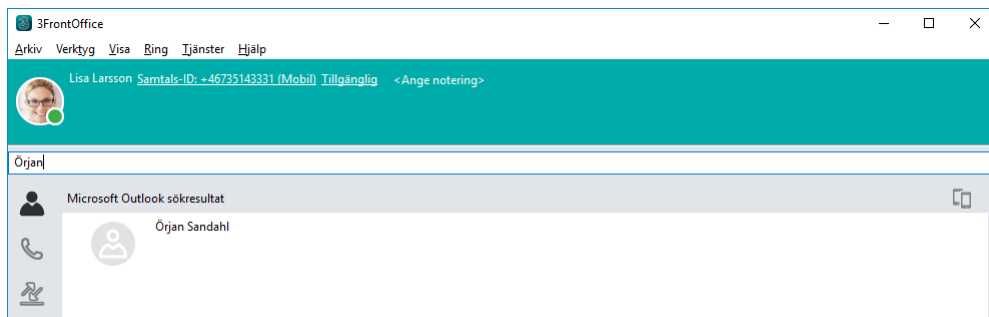 3FrontOffice
Arkiv Verktyg Visa Ring Tjänster Hjälp
Lisa Larsson Samtals-ID: +46735143331 (Mobil) Tillgänglig <Ange notering>
Örjan
Microsoft Outlook sökresultat
Örjan Sandahl